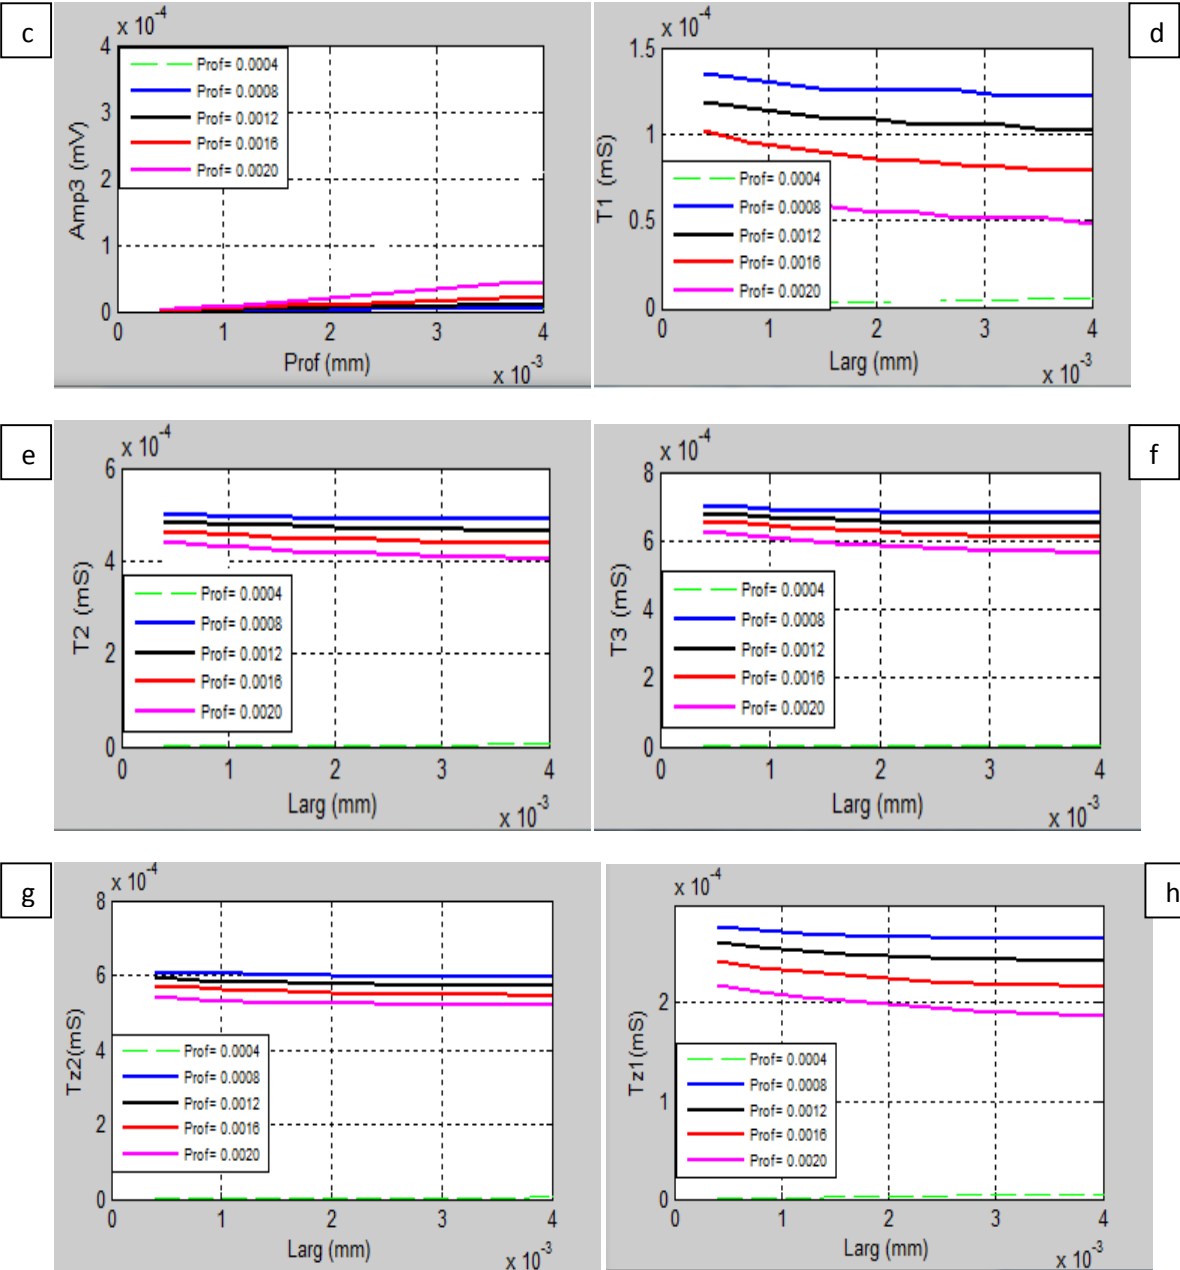 c
x 10-4
4
3
4
1
0
Amp3 (mV)
Prof= 0.0004
Prof= 0.0008
Prof= 0.0012
Prof= 0.0016
Prof= 0.0020
0 1 2 3 4
Prof (mm)
x 10-3
d
x 10-4
1.5
1
0.5
0
T1 (mS)
Prof= 0.0004
Prof= 0.0008
Prof= 0.0012
Prof= 0.0016
Prof= 0.0020
0 1 2 3 4
Larg (mm)
x 10-3
e
x 10-4
6
4
2
0
T2 (mS)
Prof= 0.0004
Prof= 0.0008
Prof= 0.0012
Prof= 0.0016
Prof= 0.0020
0 1 2 3 4
Larg (mm)
x 10-3
f
x 10-4
8
6
4
2
0
T3 (mS)
Prof= 0.0004
Prof= 0.0008
Prof= 0.0012
Prof= 0.0016
Prof= 0.0020
0 1 2 3 4
Larg (mm)
x 10-3
g
x 10-4
8
6
4
2
0
Tz2(mS)
Prof= 0.0004
Prof= 0.0008
Prof= 0.0012
Prof= 0.0016
Prof= 0.0020
0 1 2 3 4
Larg (mm)
x 10-3
h
x 10-4
2
1
0
Tz1(mS)
Prof= 0.0004
Prof= 0.0008
Prof= 0.0012
Prof= 0.0016
Prof= 0.0020
0 1 2 3 4
Larg (mm)
x 10-3